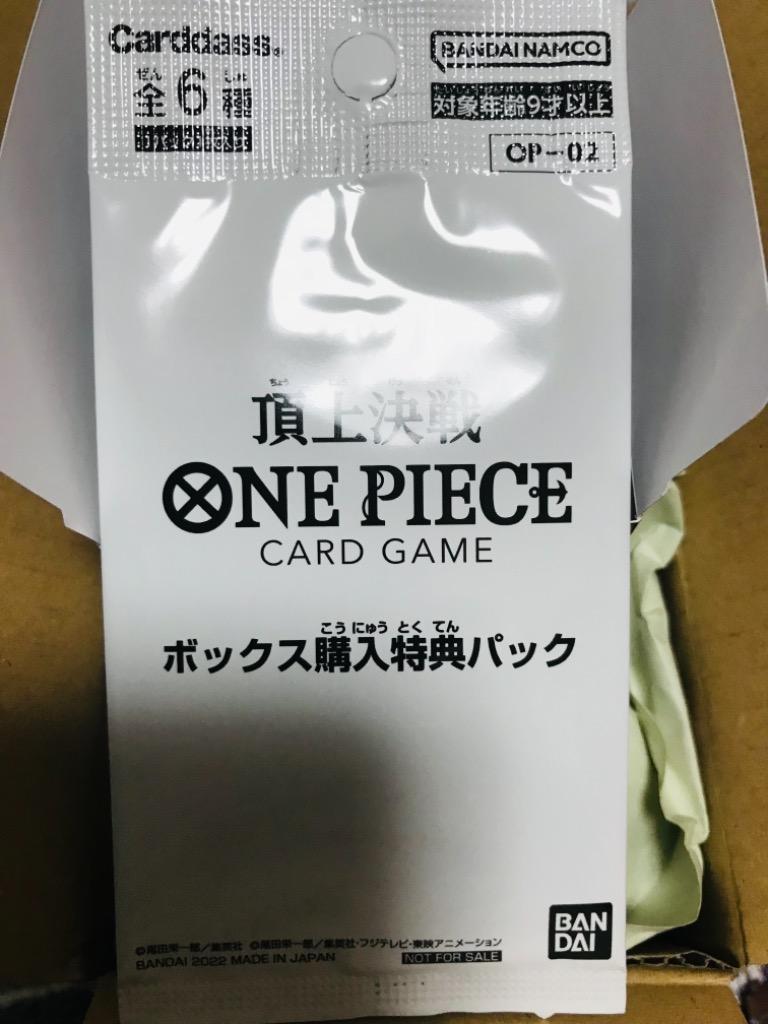 Carddass®
BANDAI NAMCO
ぜん しゅ
全6種
対象年齢9才以上
OP-02
ちょう じょう けっ せん
頂上決戦
ONE PIECE
CARD GAME
こう にゅう とく てん
ボックス購入特典パック
©尾田栄一郎/集英社 ©尾田栄一郎/集英社・フジテレビ・東映アニメーション
BANDAI 2022 MADE IN JAPAN
NOT FOR SALE
BAN
DAI